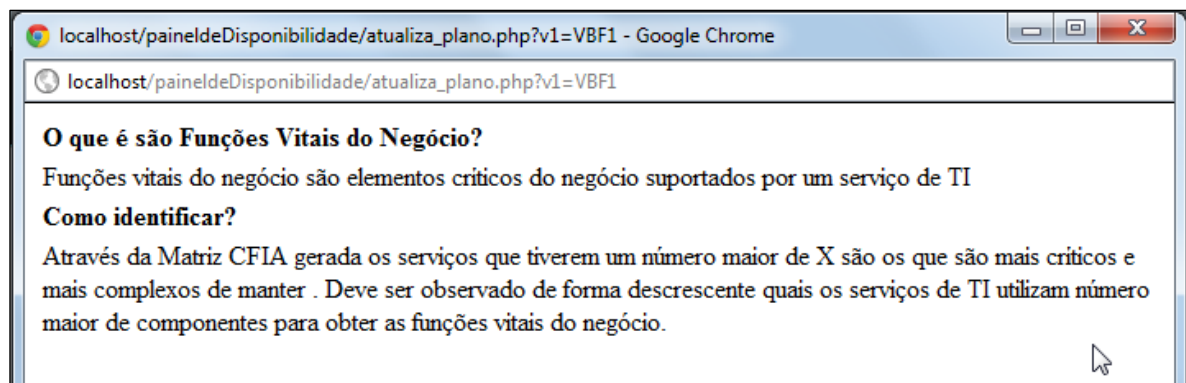 localhost/paineldeDisponibilidade/atualiza_plano.php?v1=VBF1 - Google Chrome
localhost/paineldeDisponibilidade/atualiza_plano.php?v1=VBF1
O que é são Funções Vitais do Negócio?
Funções vitais do negócio são elementos críticos do negócio suportados por um serviço de TI
Como identificar?
Através da Matriz CFIA gerada os serviços que tiverem um número maior de X são os que são mais críticos e
mais complexos de manter . Deve ser observado de forma descrescente quais os serviços de TI utilizam número
maior de componentes para obter as funções vitais do negócio.